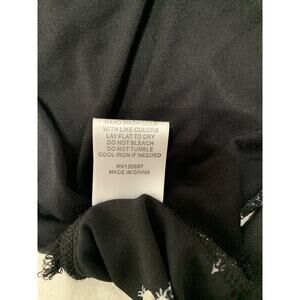 HAND WASH COLD
WITH LIKE COLORS
LAY FLAT TO DRY
DO NOT BLEACH
DO NOT TUMBLE
COOL IRON IF NEEDED
RN132697
MADE IN CHINA